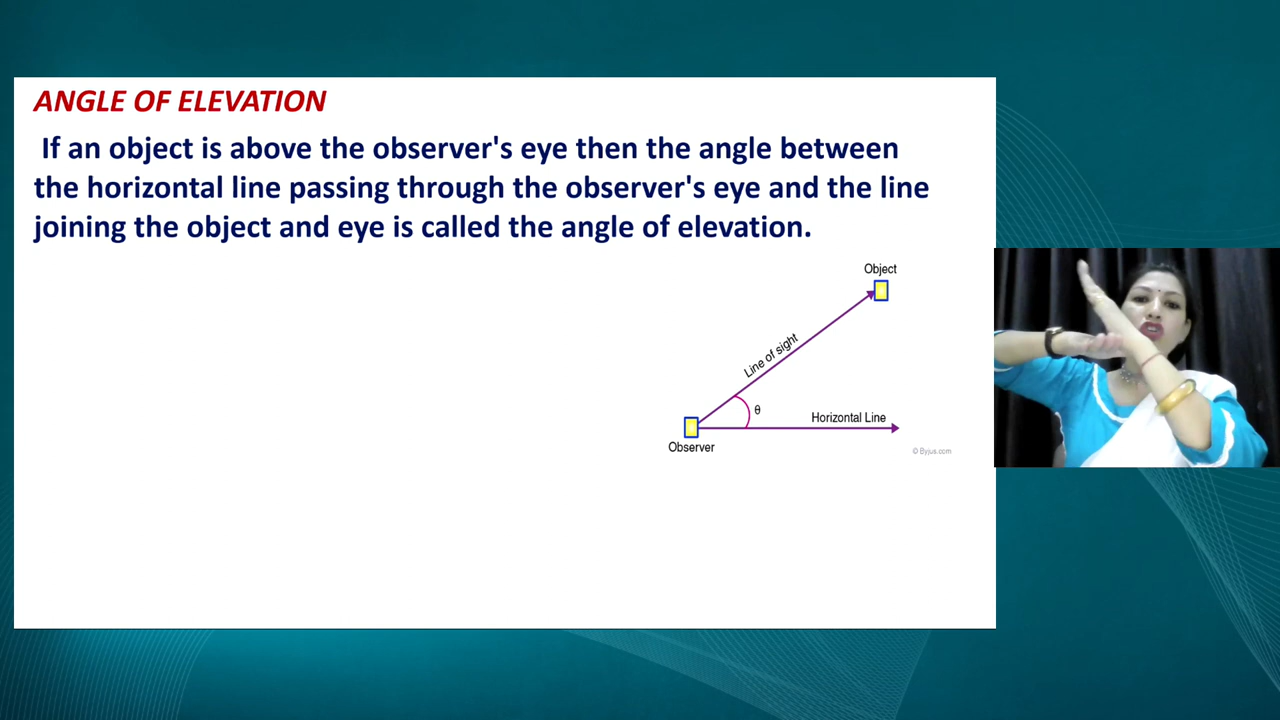 ANGLE OF ELEVATION
If an object is above the observer's eye then the angle between
the horizontal line passing through the observer's eye and the line
joining the object and eye is called the angle of elevation.
Object
Line of sight
θ
Horizontal Line
Observer
© Byjus.com